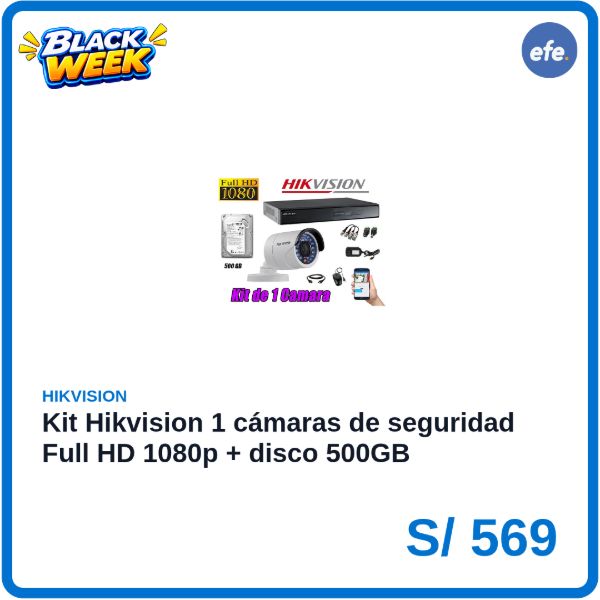 BLACK
WEEK
efe.
Full HD
1080
HIKVISION
500 GB
Kit de 1 Camara
HIKVISION
Kit Hikvision 1 cámaras de seguridad
Full HD 1080p + disco 500GB
S/ 569